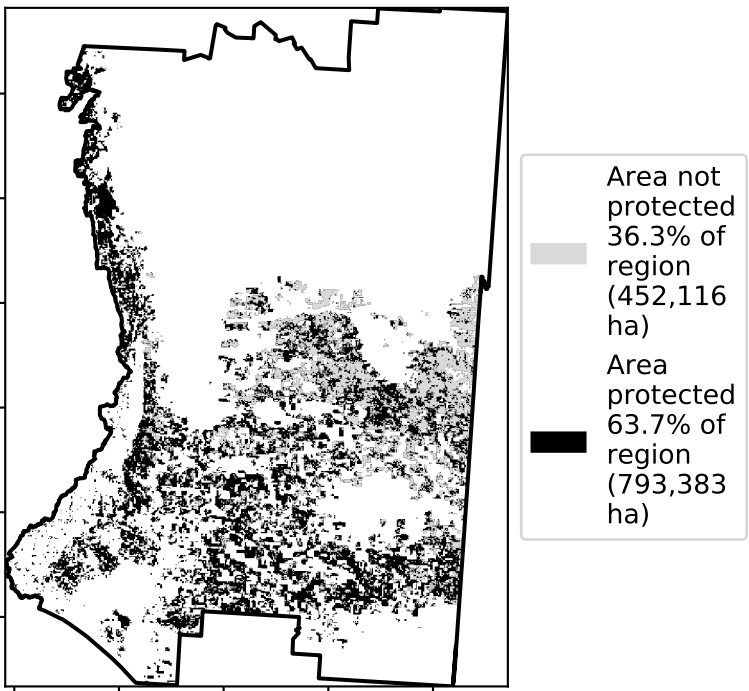 Area not
protected
36.3% of
region
(452,116
ha)
Area
protected
63.7% of
region
(793,383
ha)